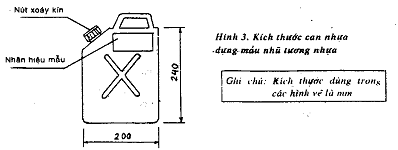 Nút xoáy kín
Nhãn hiệu mẫu
240
200
Hình 3. Kích thước can nhựa
đựng mẫu nhũ tương nhựa
Ghi chú: Kích thước dùng trong
các hình vẽ là mm